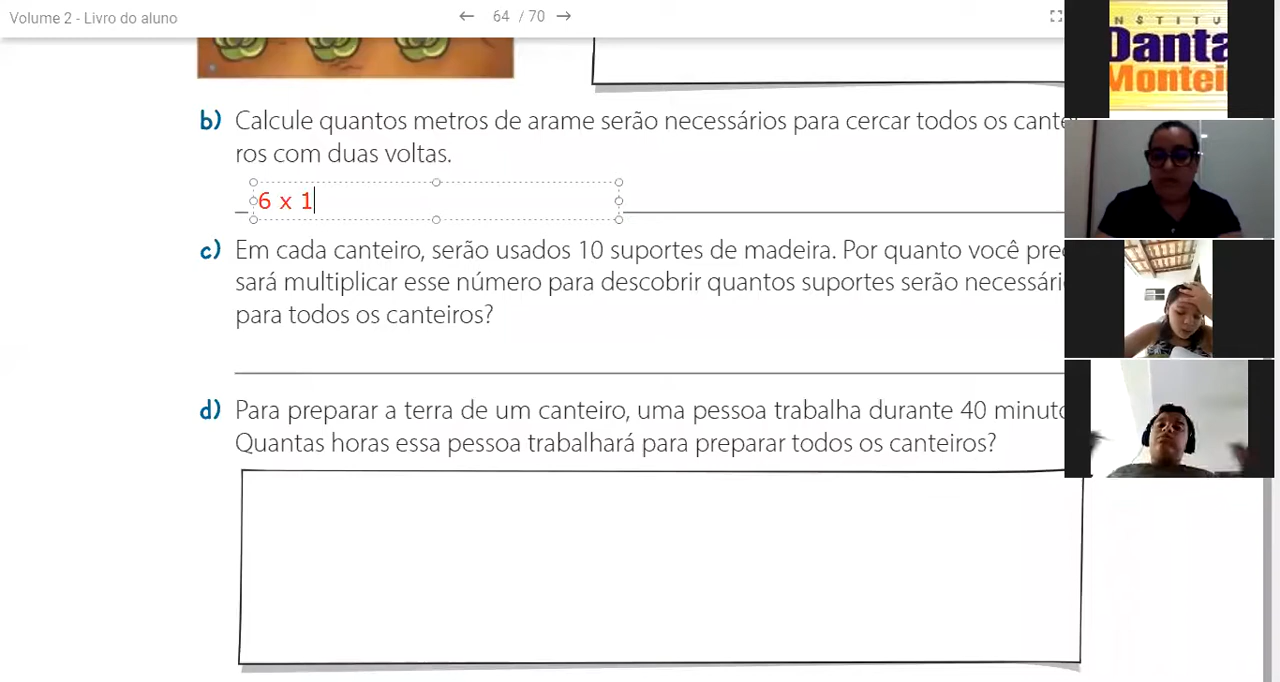 Volume 2 - Livro do aluno
← 64 / 70 →
INSTITU
Danta
Montei
b) Calcule quantos metros de arame serão necessários para cercar todos os cante
ros com duas voltas.
6 x 1
c) Em cada canteiro, serão usados 10 suportes de madeira. Por quanto você pre
sará multiplicar esse número para descobrir quantos suportes serão necessári
para todos os canteiros?
d) Para preparar a terra de um canteiro, uma pessoa trabalha durante 40 minut
Quantas horas essa pessoa trabalhará para preparar todos os canteiros?